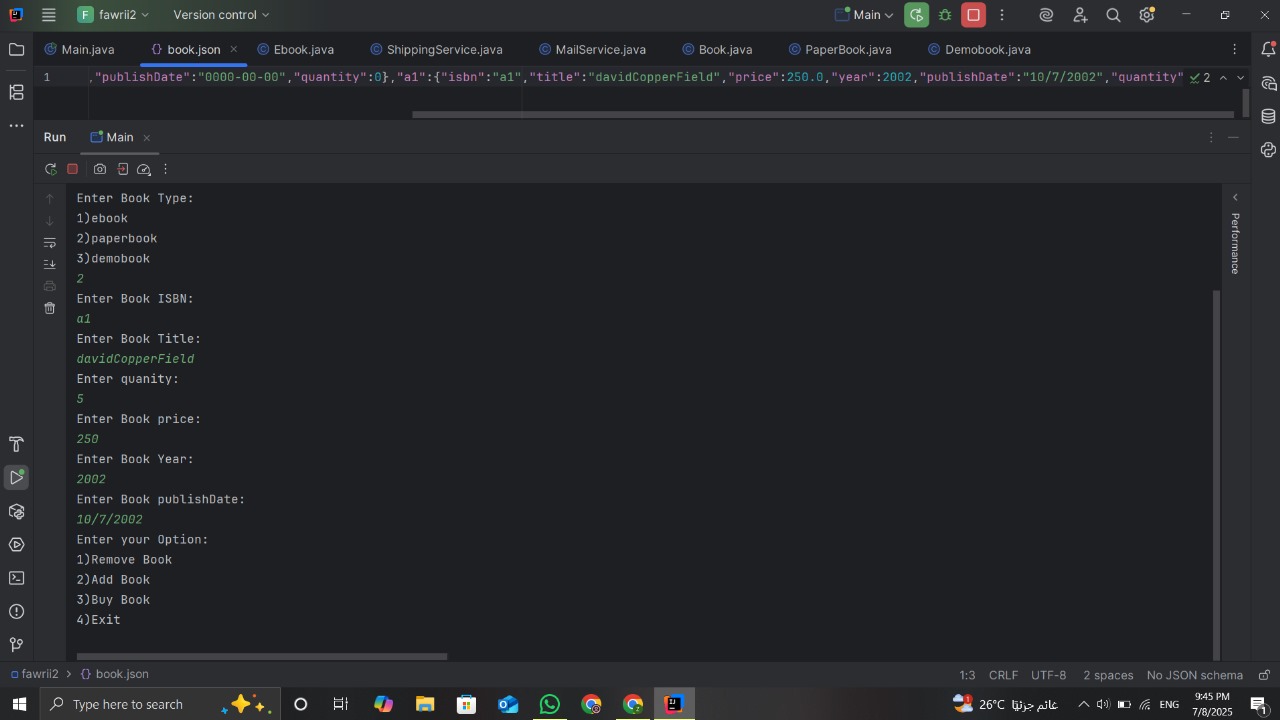 F fawrii2 Version control Main
Main.java book.json Ebook.java ShippingService.java MailService.java Book.java PaperBook.java Demobook.java
1 ,"publishDate":"0000-00-00","quantity":0},"a1":{"isbn":"a1","title":"davidCopperField","price":250.0,"year":2002,"publishDate":"10/7/2002","quantity" 2
Run Main
Enter Book Type:
1)ebook
2)paperbook
3)demobook
2
Enter Book ISBN:
a1
Enter Book Title:
davidCopperField
Enter quanity:
5
Enter Book price:
250
Enter Book Year:
2002
Enter Book publishDate:
10/7/2002
Enter your Option:
1)Remove Book
2)Add Book
3)Buy Book
4)Exit
Performance
fawrii2 > book.json 1:3 CRLF UTF-8 2 spaces No JSON schema
Type here to search 26°C غائم جزئيًا ENG 9:45 PM
7/8/2025 1